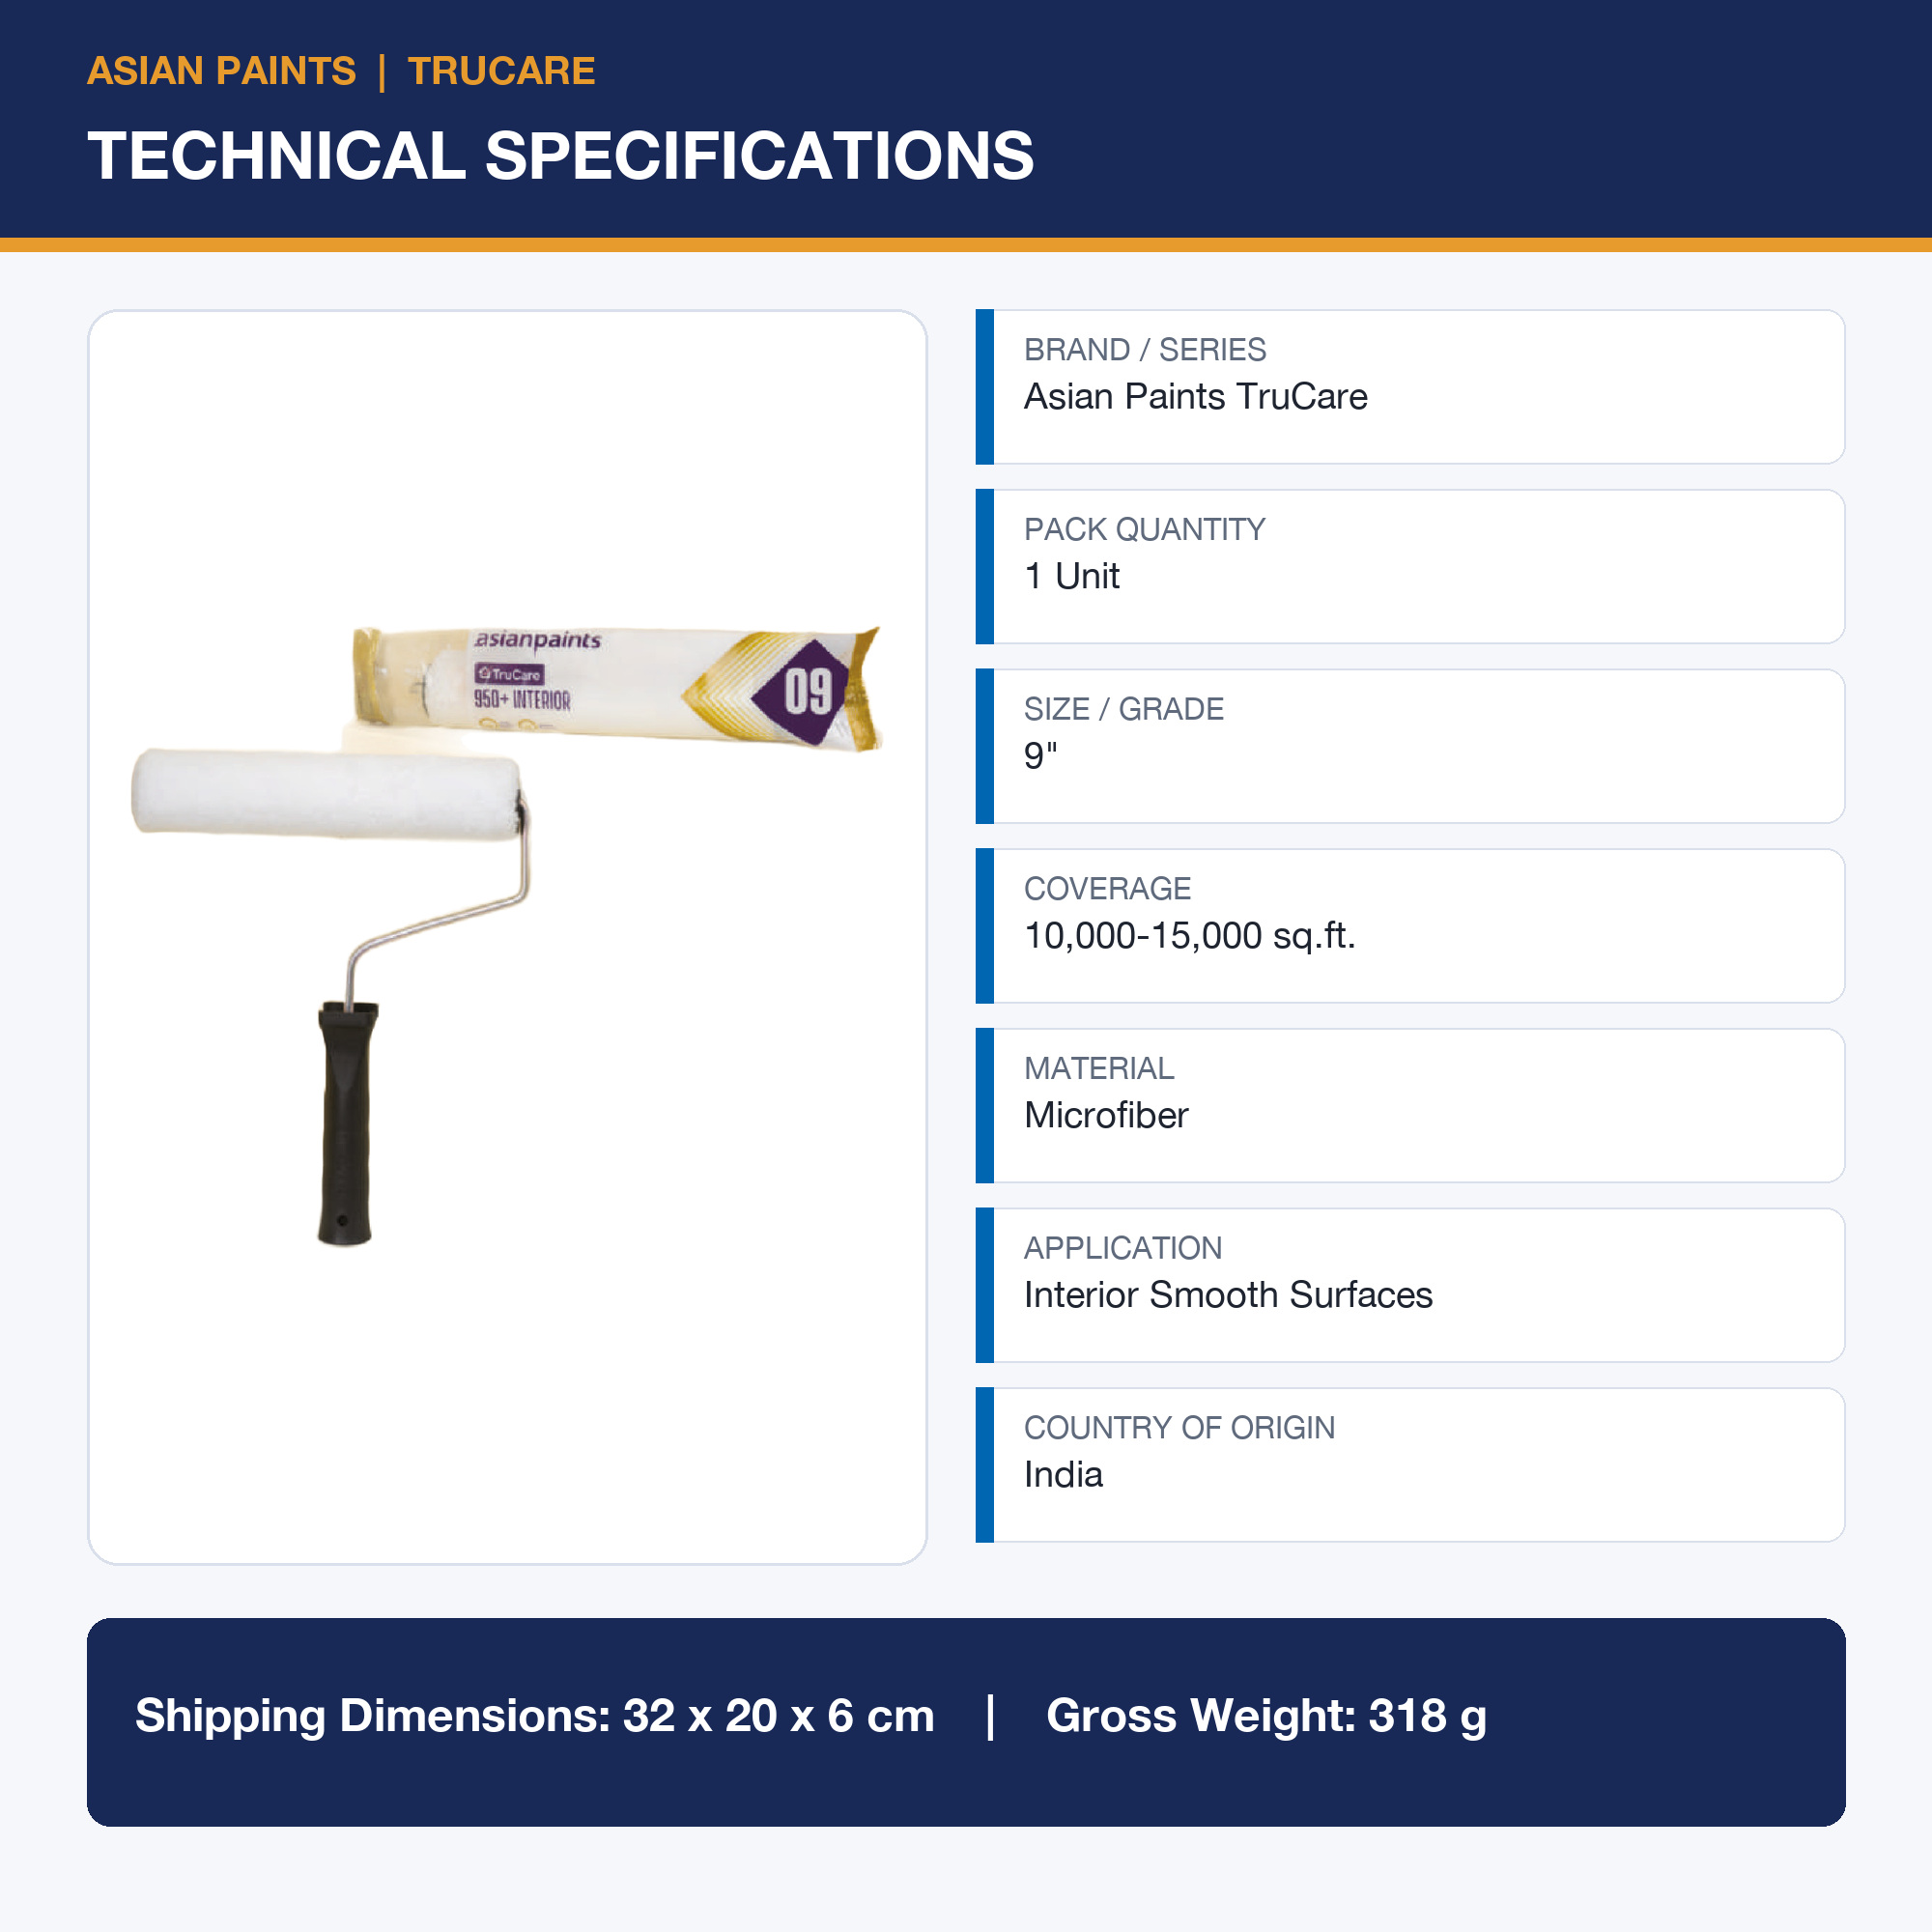 ASIAN PAINTS | TRUCARE
TECHNICAL SPECIFICATIONS
asianpaints
TruCare
950+ INTERIOR
09
BRAND / SERIES
Asian Paints TruCare
PACK QUANTITY
1 Unit
SIZE / GRADE
9"
COVERAGE
10,000-15,000 sq.ft.
MATERIAL
Microfiber
APPLICATION
Interior Smooth Surfaces
COUNTRY OF ORIGIN
India
Shipping Dimensions: 32 x 20 x 6 cm | Gross Weight: 318 g